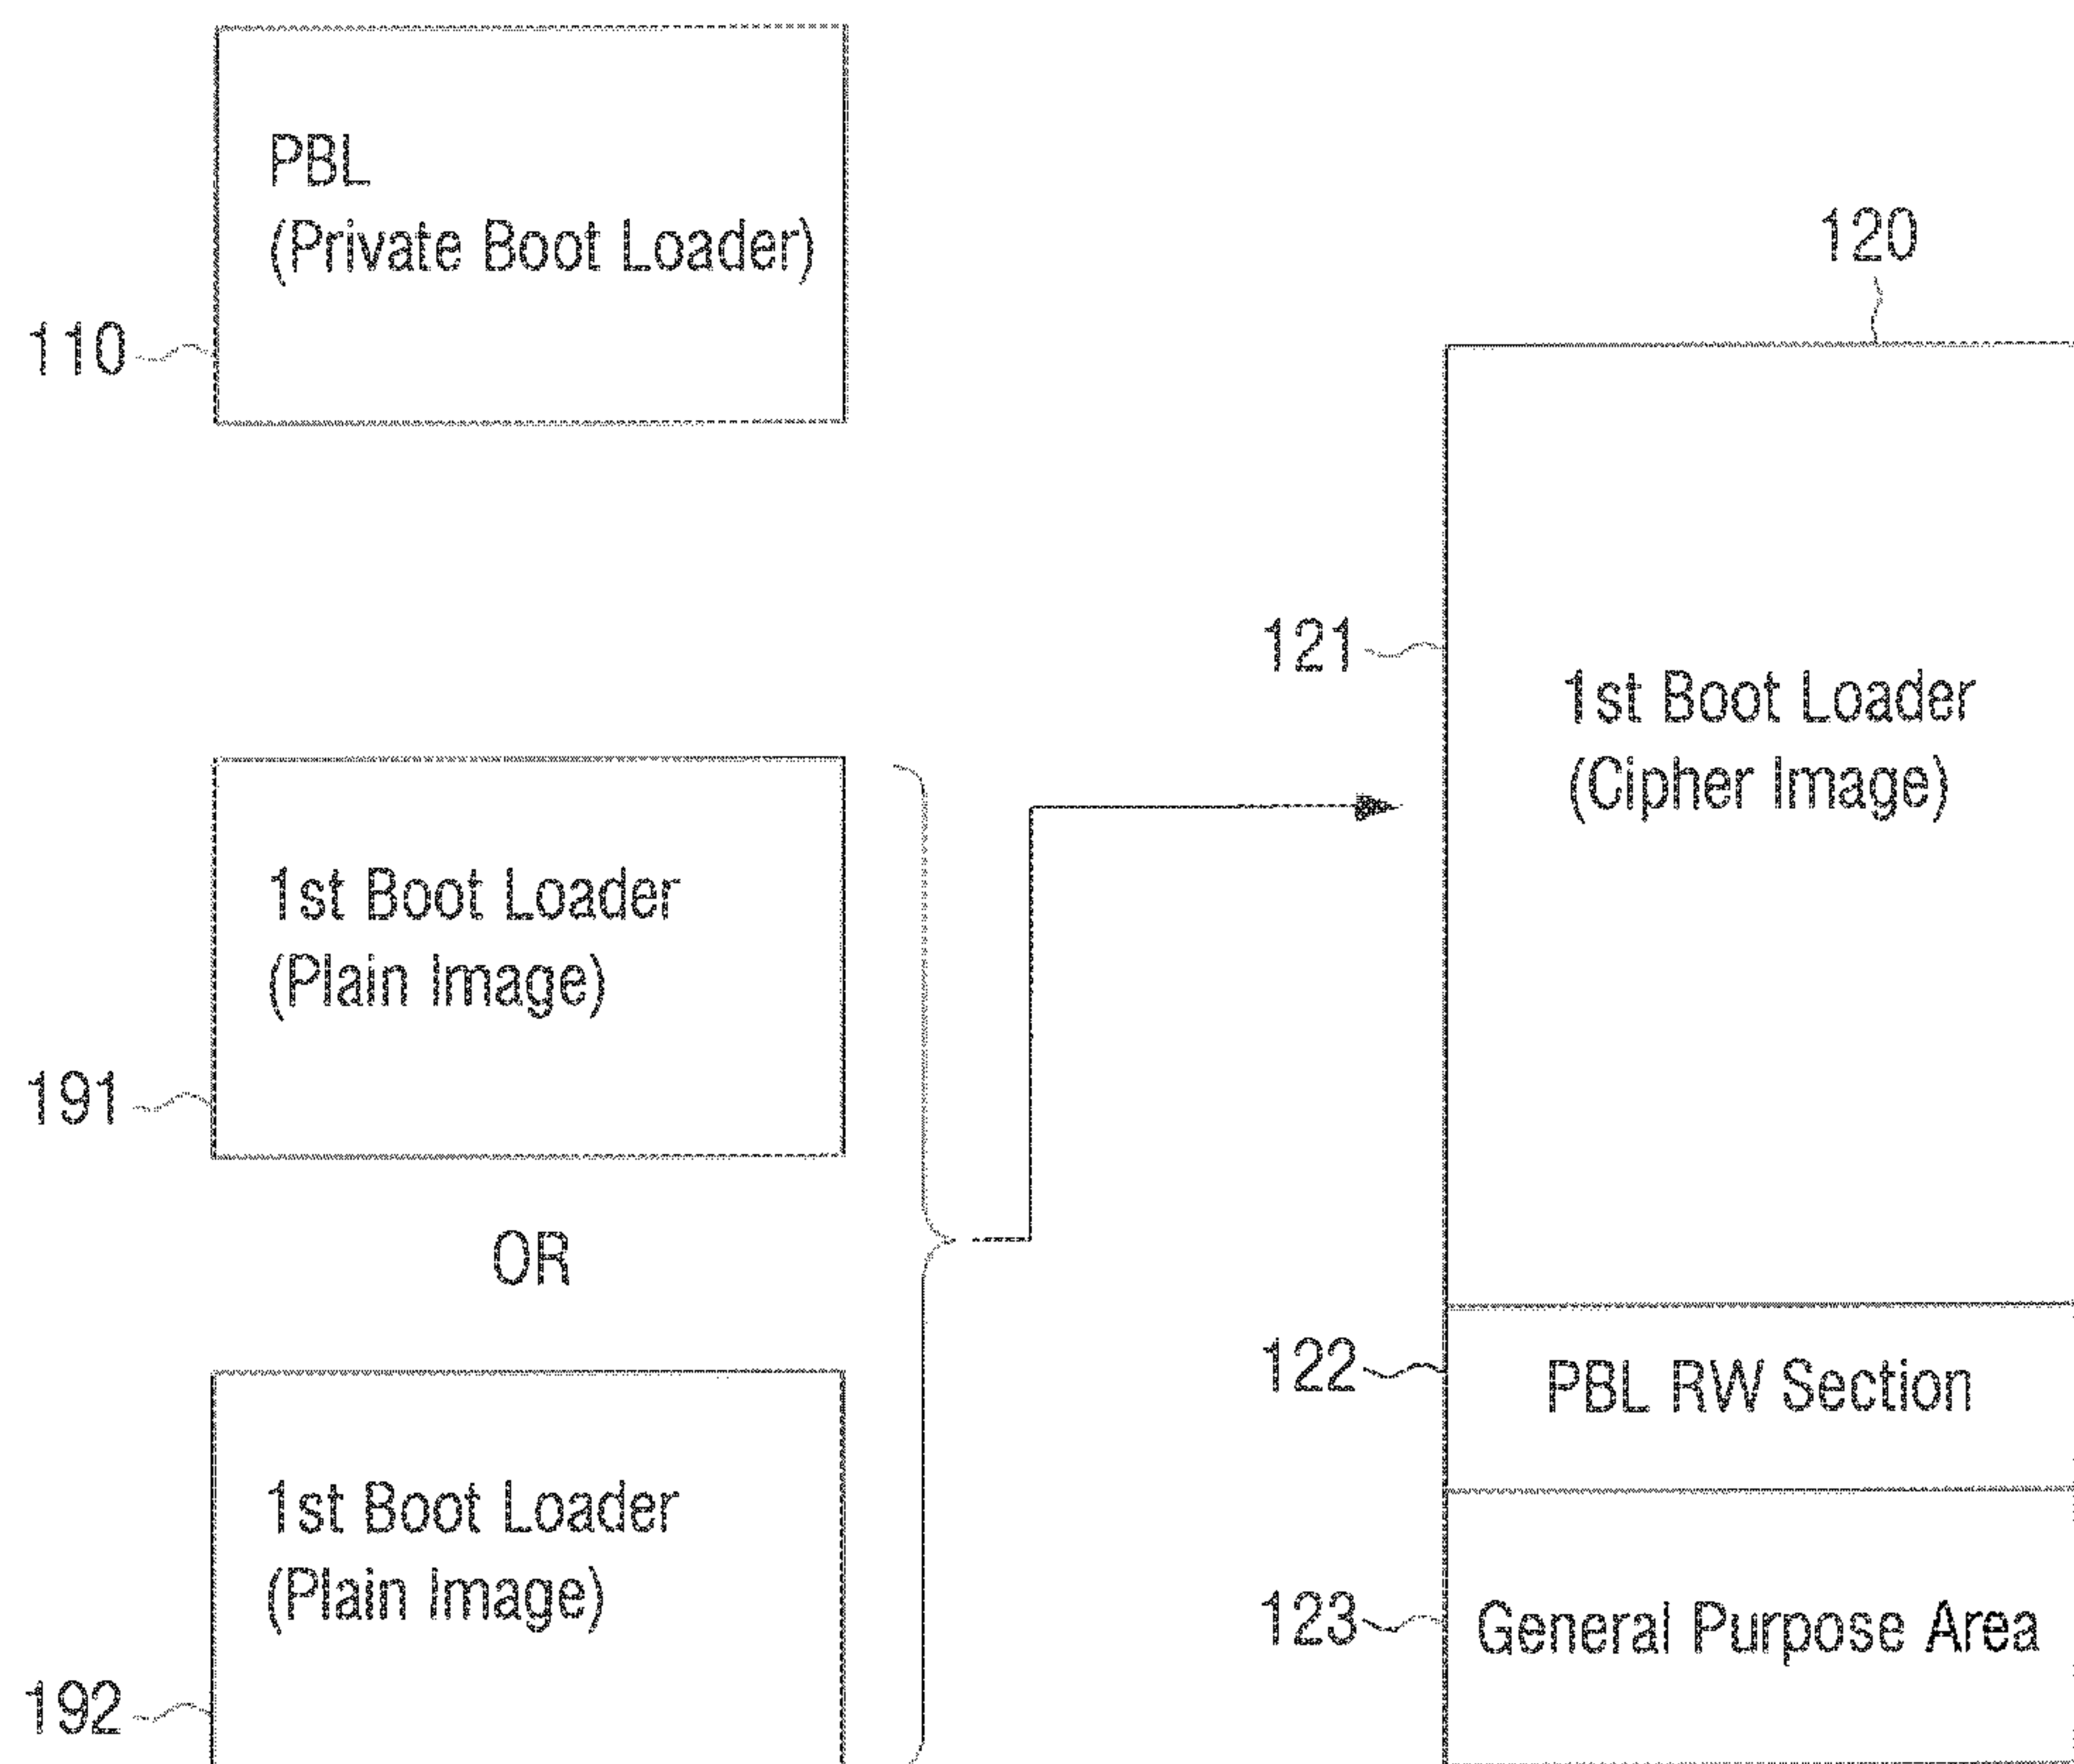 PBL
(Private Boot Loader)
110
1st Boot Loader
(Plain Image)
191
OR
1st Boot Loader
(Plain Image)
192
120
121
1st Boot Loader
(Cipher Image)
122
PBL RW Section
123
General Purpose Area